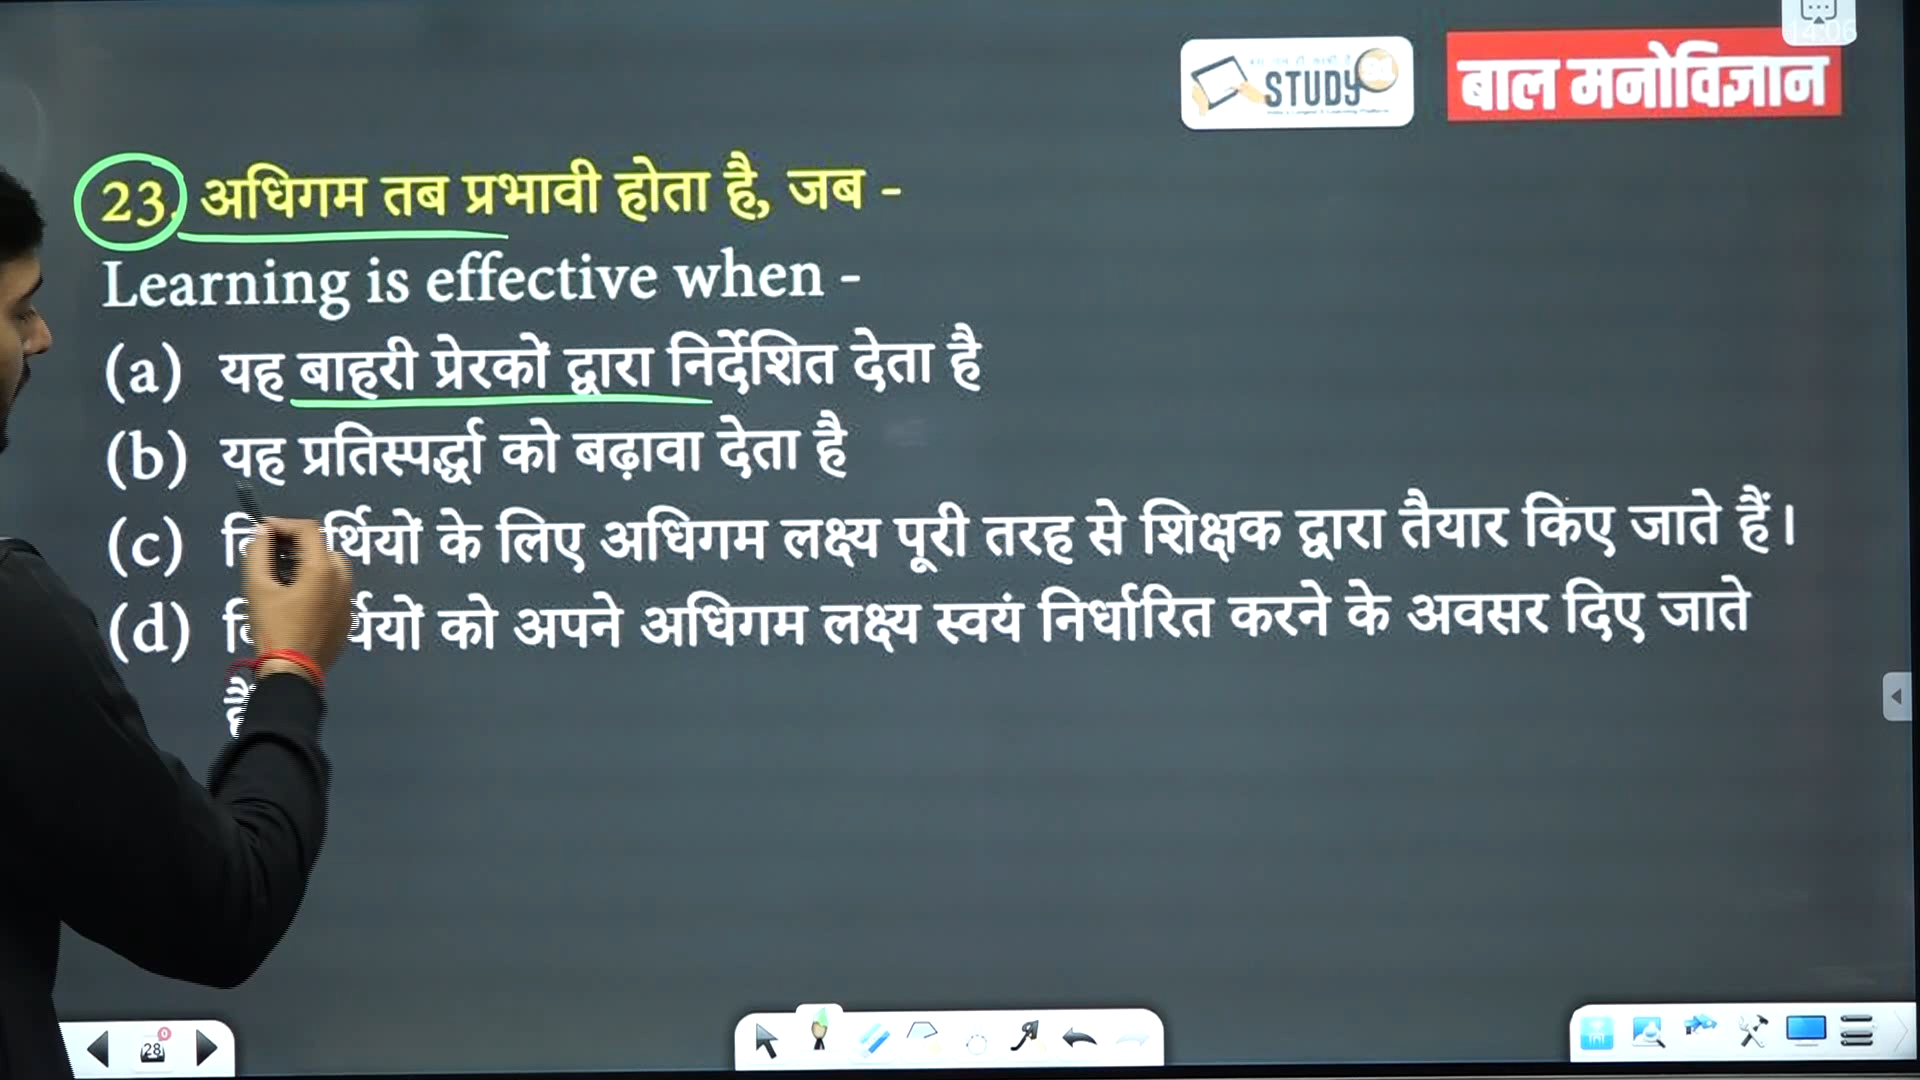 STUDY
बाल मनोविज्ञान
23. अधिगम तब प्रभावी होता है, जब -
Learning is effective when -
(a) यह बाहरी प्रेरकों द्वारा निर्देशित देता है
(b) यह प्रतिस्पर्द्धा को बढ़ावा देता है
(c) के लिए अधिगम लक्ष्य पूरी तरह से शिक्षक द्वारा तैयार किए जाते हैं।
(d) को अपने अधिगम लक्ष्य स्वयं निर्धारित करने के अवसर दिए जाते
28